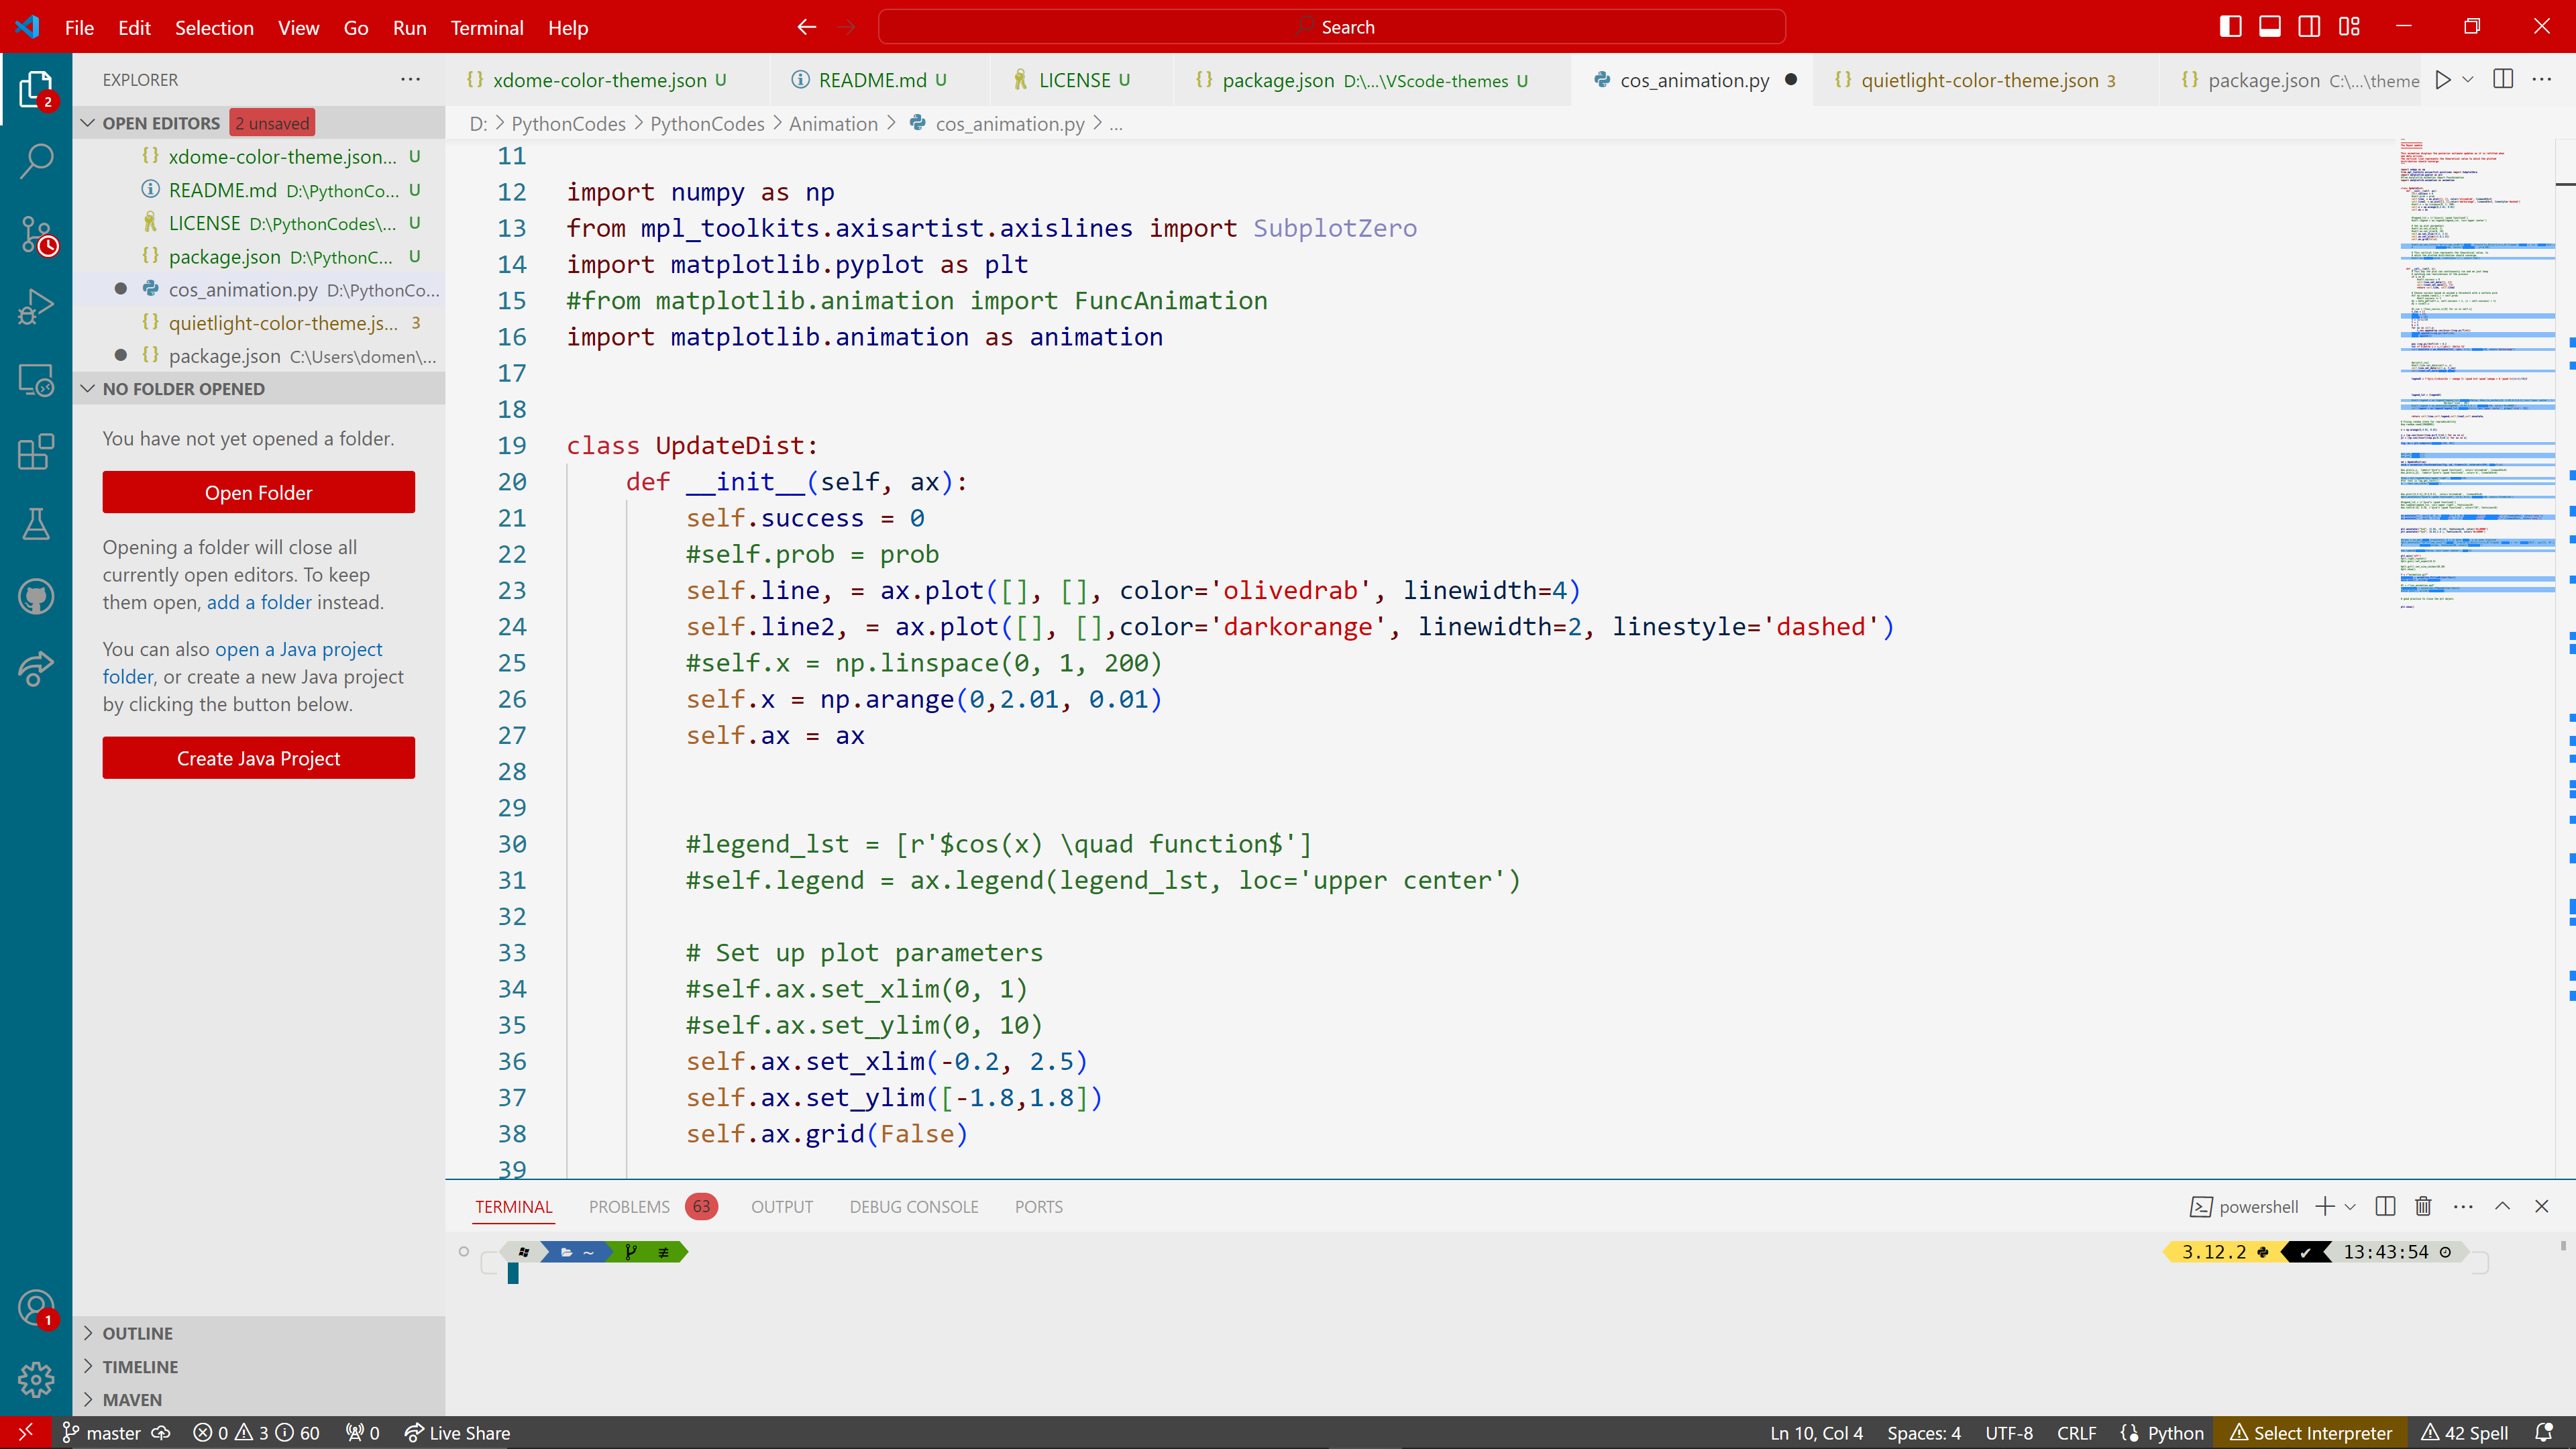 File Edit Selection View Go Run Terminal Help
Search
EXPLORER
OPEN EDITORS 2 unsaved
xdome-color-theme.json... U
README.md D:\PythonCo... U
LICENSE D:\PythonCodes\... U
package.json D:\PythonC... U
cos_animation.py D:\PythonCo...
quietlight-color-theme.js... 3
package.json C:\Users\domen\...
NO FOLDER OPENED
You have not yet opened a folder.
Open Folder
Opening a folder will close all
currently open editors. To keep
them open, add a folder instead.
You can also open a Java project
folder, or create a new Java project
by clicking the button below.
Create Java Project
OUTLINE
TIMELINE
MAVEN
2
1
xdome-color-theme.json U README.md U LICENSE U package.json D:\...\VScode-themes U cos_animation.py quietlight-color-theme.json 3 package.json C:\...\theme
D: > PythonCodes > PythonCodes > Animation > cos_animation.py > ...
11
12 import numpy as np
13 from mpl_toolkits.axisartist.axislines import SubplotZero
14 import matplotlib.pyplot as plt
15 #from matplotlib.animation import FuncAnimation
16 import matplotlib.animation as animation
17
18
19 class UpdateDist:
20 def __init__(self, ax):
21 self.success = 0
22 #self.prob = prob
23 self.line, = ax.plot([], [], color='olivedrab', linewidth=4)
24 self.line2, = ax.plot([], [],color='darkorange', linewidth=2, linestyle='dashed')
25 #self.x = np.linspace(0, 1, 200)
26 self.x = np.arange(0,2.01, 0.01)
27 self.ax = ax
28
29
30 #legend_lst = [r'$cos(x) \quad function$']
31 #self.legend = ax.legend(legend_lst, loc='upper center')
32
33 # Set up plot parameters
34 #self.ax.set_xlim(0, 1)
35 #self.ax.set_ylim(0, 10)
36 self.ax.set_xlim(-0.2, 2.5)
37 self.ax.set_ylim([-1.8,1.8])
38 self.ax.grid(False)
39
TERMINAL PROBLEMS 63 OUTPUT DEBUG CONSOLE PORTS
powershell
~ ≢
3.12.2 ✔ 13:43:54
master 0 3 60 0 Live Share
Ln 10, Col 4 Spaces: 4 UTF-8 CRLF Python Select Interpreter 42 Spell